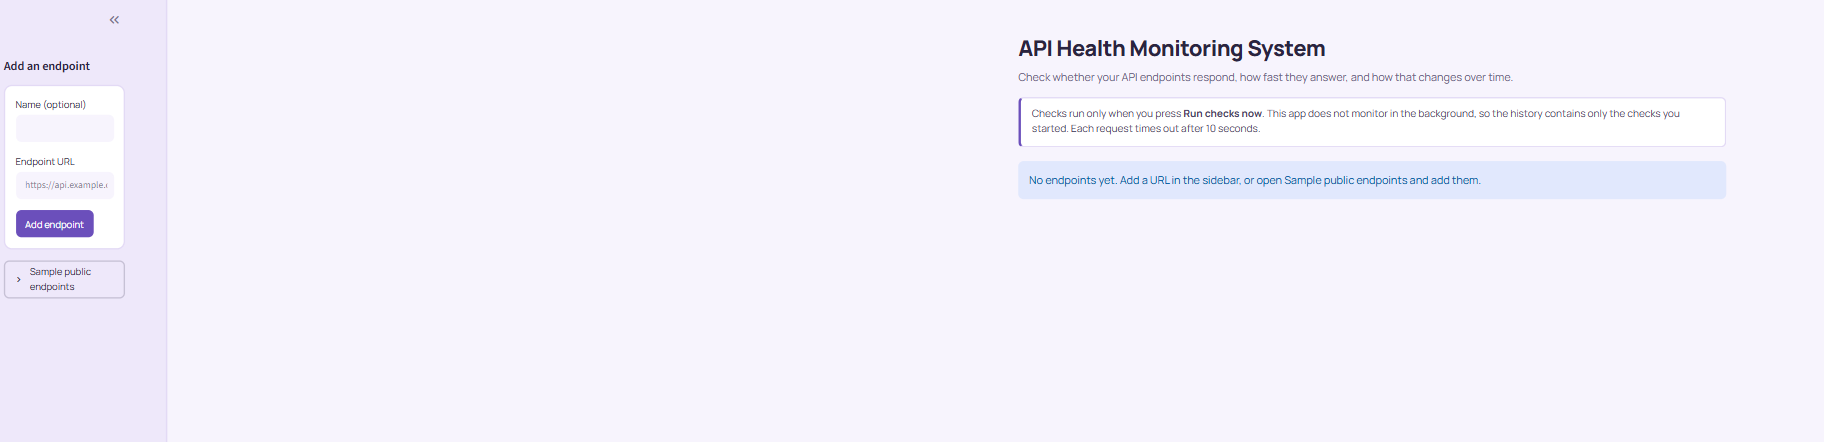 Add an endpoint
Name (optional)
Endpoint URL
https://api.example.
Add endpoint
Sample public
endpoints
API Health Monitoring System
Check whether your API endpoints respond, how fast they answer, and how that changes over time.
Checks run only when you press Run checks now. This app does not monitor in the background, so the history contains only the checks you
started. Each request times out after 10 seconds.
No endpoints yet. Add a URL in the sidebar, or open Sample public endpoints and add them.